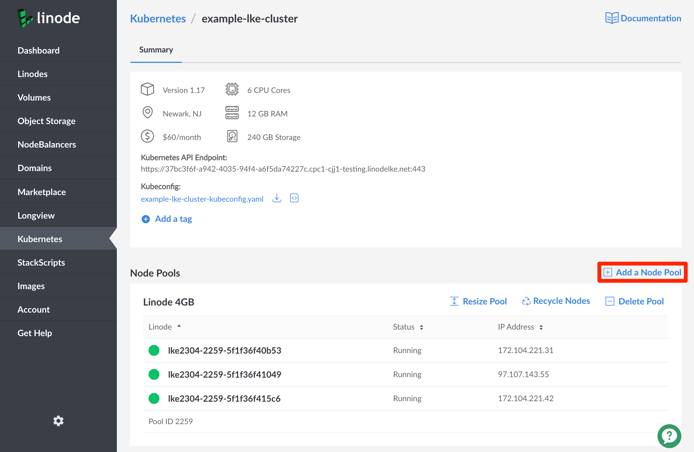 linode
Dashboard
Linodes
Volumes
Object Storage
NodeBalancers
Domains
Marketplace
Longview
Kubernetes
StackScripts
Images
Account
Get Help
Kubernetes / example-lke-cluster
Documentation
Summary
Version 1.17
6 CPU Cores
Newark, NJ
12 GB RAM
$60/month
240 GB Storage
Kubernetes API Endpoint:
https://37bc3f6f-a942-4035-94f4-a6f5da74227c.cpc1-cjj1-testing.linodelke.net:443
Kubeconfig:
example-lke-cluster-kubeconfig.yaml
Add a tag
Node Pools
Add a Node Pool
Linode 4GB
Resize Pool
Recycle Nodes
Delete Pool
Linode
Status
IP Address
lke2304-2259-5f1f36f40b53 Running 172.104.221.31
lke2304-2259-5f1f36f41049 Running 97.107.143.55
lke2304-2259-5f1f36f415c6 Running 172.104.221.42
Pool ID 2259